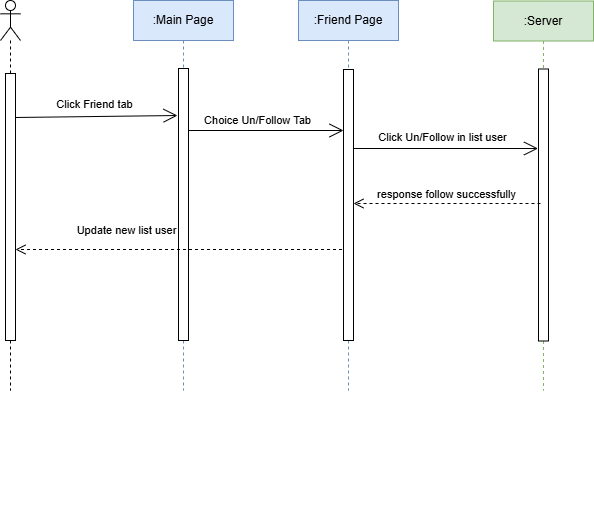 :Main Page
:Friend Page
:Server
Click Friend tab
Choice Un/Follow Tab
Click Un/Follow in list user
response follow successfully
Update new list user